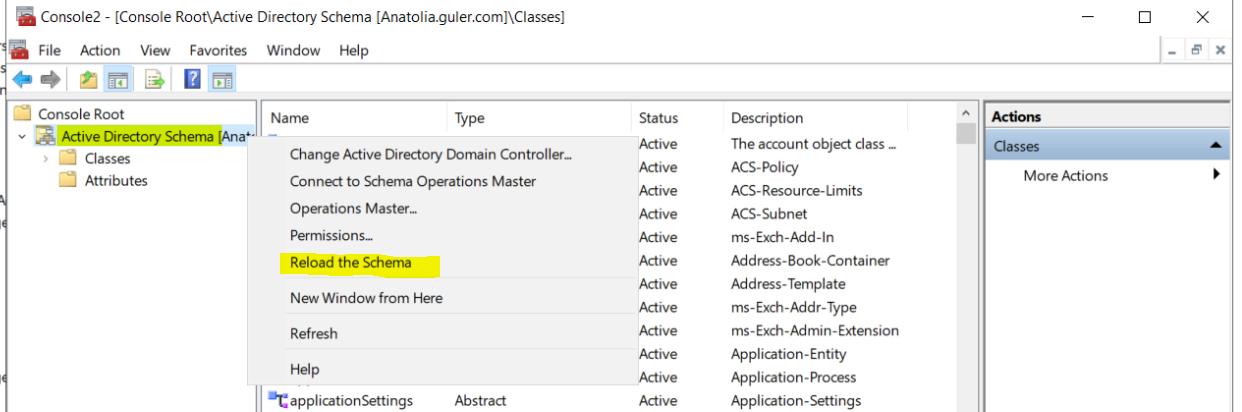 Console2 - [Console Root\Active Directory Schema [Anatolia.guler.com]\Classes]
File Action View Favorites Window Help
Console Root
Active Directory Schema [Anato
Classes
Attributes
Name Type Status Description
Active The account object class ...
Active ACS-Policy
Active ACS-Resource-Limits
Active ACS-Subnet
Active ms-Exch-Add-In
Active Address-Book-Container
Active Address-Template
Active ms-Exch-Addr-Type
Active ms-Exch-Admin-Extension
Active Application-Entity
Active Application-Process
applicationSettings Abstract Active Application-Settings
Change Active Directory Domain Controller...
Connect to Schema Operations Master
Operations Master...
Permissions...
Reload the Schema
New Window from Here
Refresh
Help
Actions
Classes
More Actions